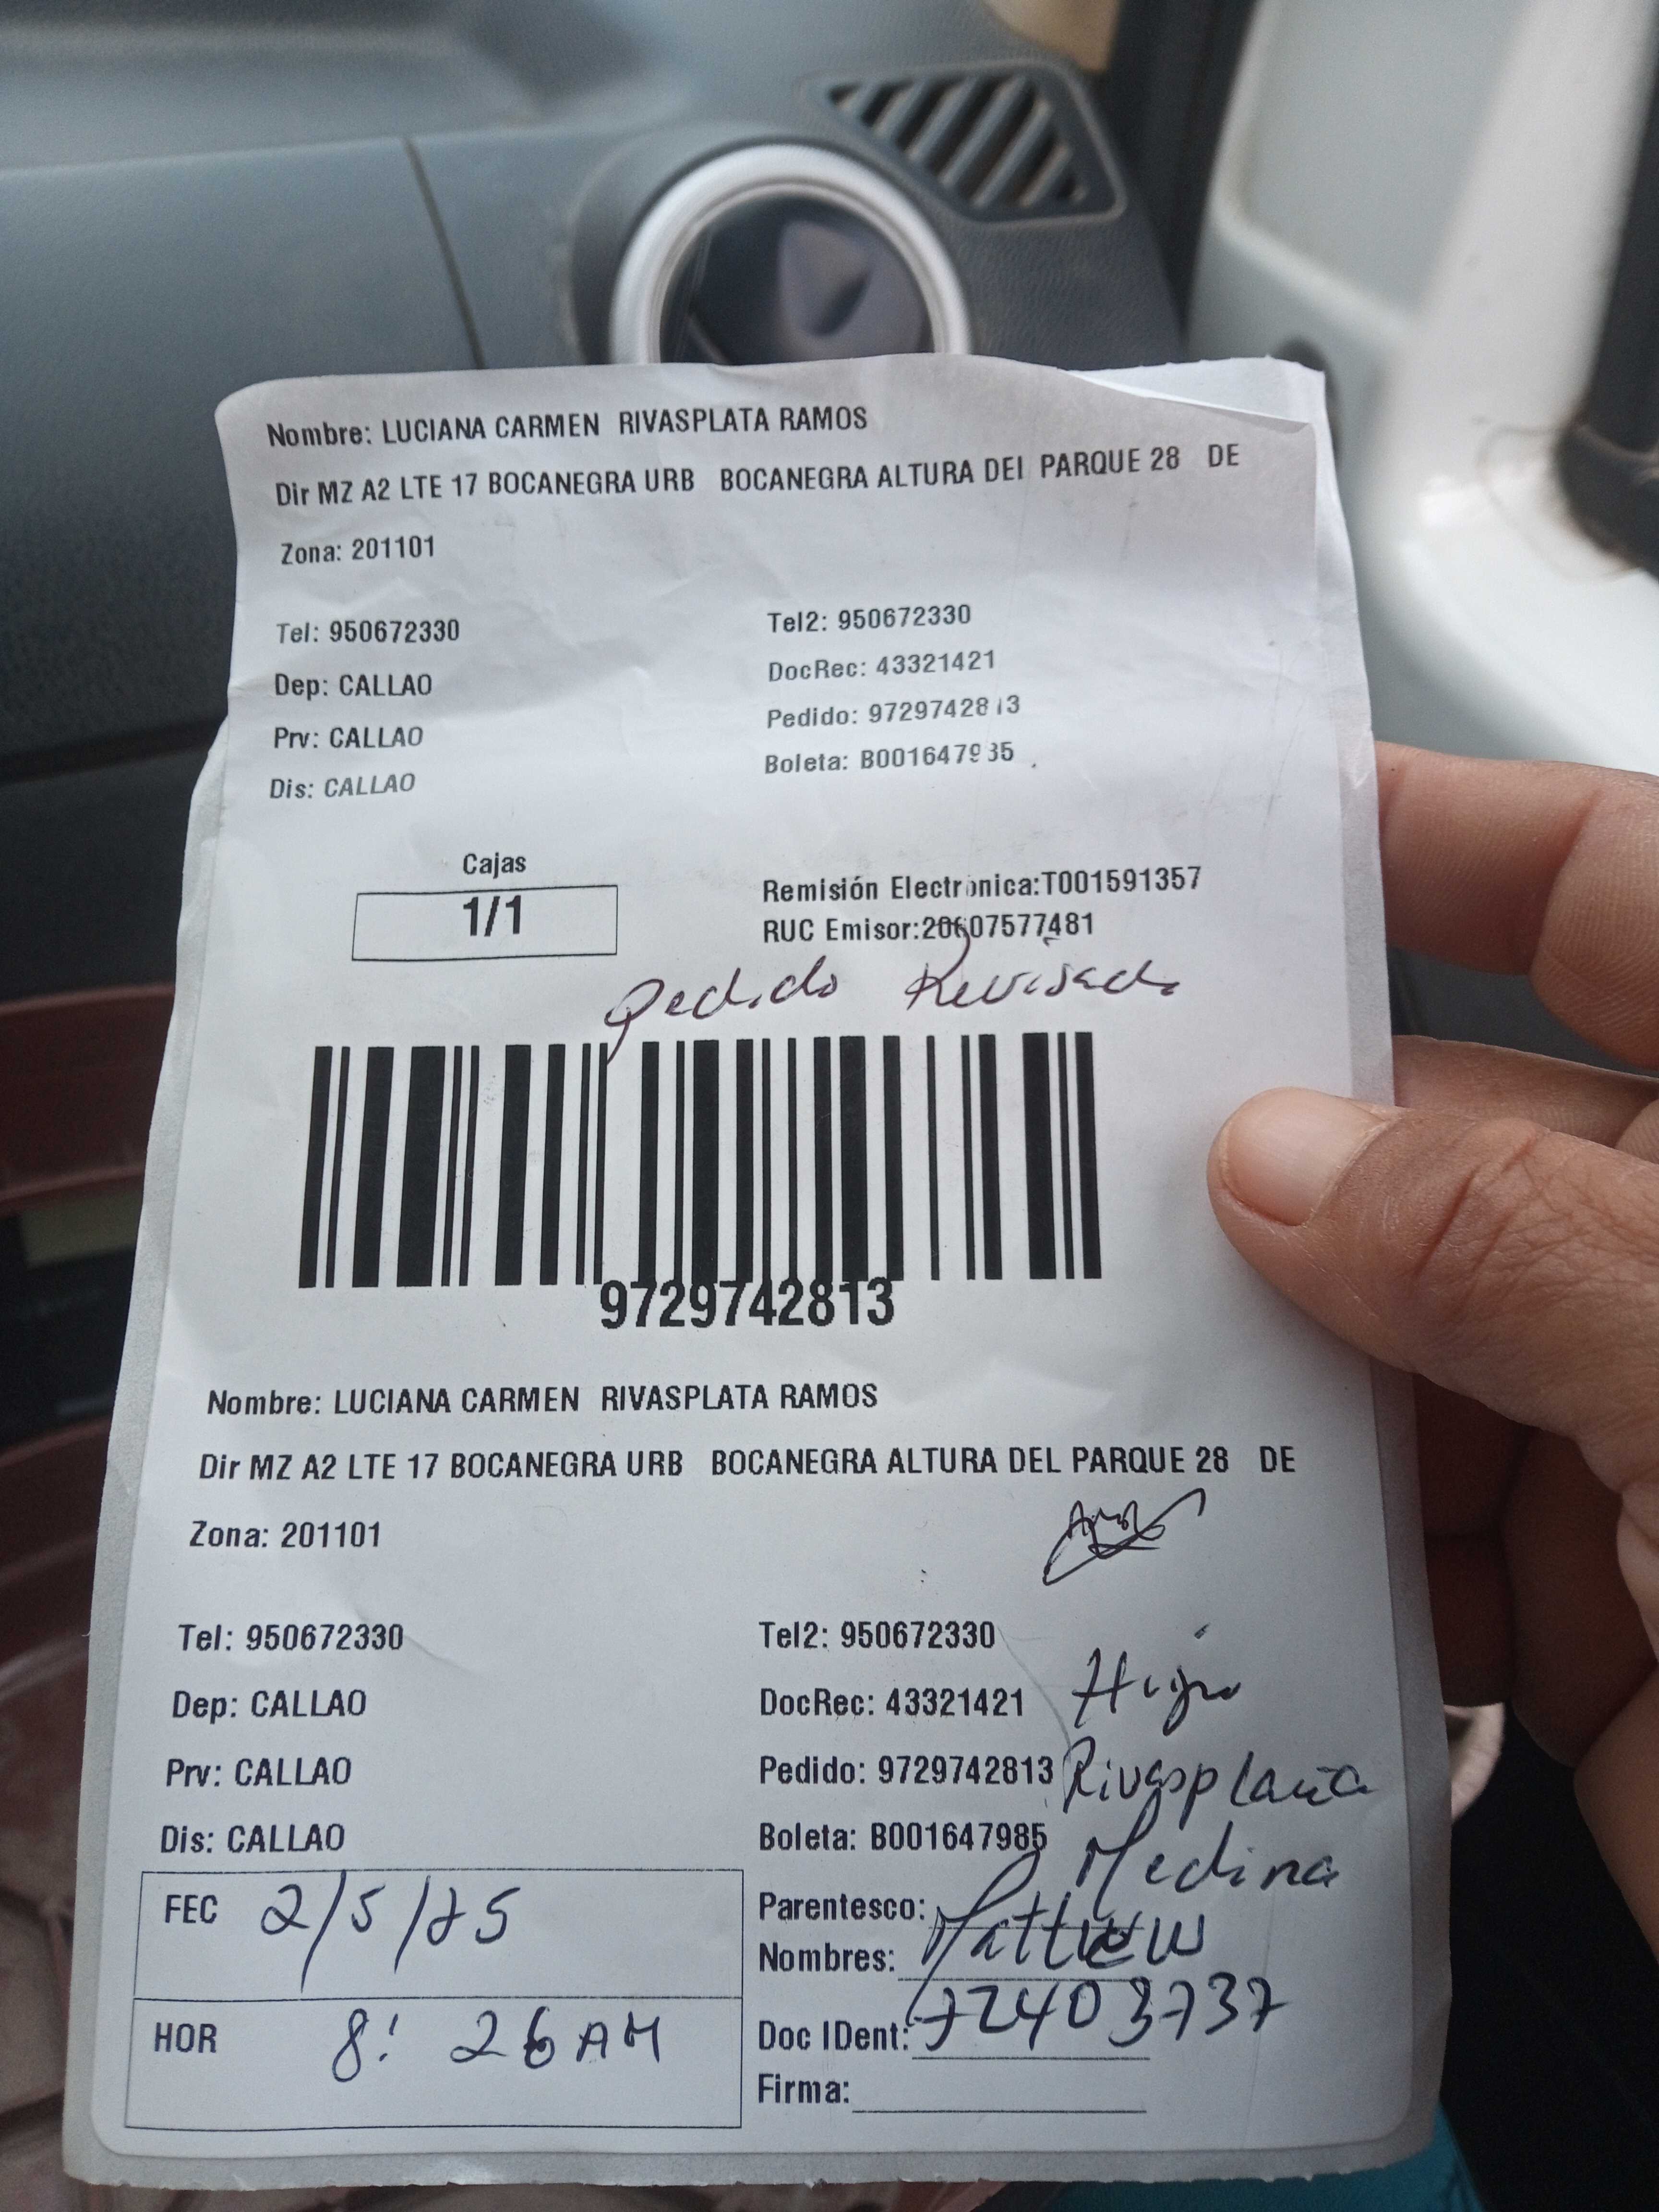 Nombre: LUCIANA CARMEN RIVASPLATA RAMOS
Dir MZ A2 LTE 17 BOCANEGRA URB BOCANEGRA ALTURA DEl PARQUE 28 DE
Zona: 201101
Tel: 950672330
Tel2: 950672330
Dep: CALLAO
DocRec: 43321421
Prv: CALLAO
Pedido: 9729742813
Dis: CALLAO
Boleta: B001647985
Cajas
1/1
Remisión Electrónica:T001591357
RUC Emisor:20607577481
Pedido Revisado
9729742813
Nombre: LUCIANA CARMEN RIVASPLATA RAMOS
Dir MZ A2 LTE 17 BOCANEGRA URB BOCANEGRA ALTURA DEL PARQUE 28 DE
Zona: 201101
Tel: 950672330
Tel2: 950672330
Dep: CALLAO
DocRec: 43321421
Hijo
Prv: CALLAO
Pedido: 9729742813
Rivasplata
Dis: CALLAO
Boleta: B001647985
Medina
FEC 2/5/25
Parentesco:
Nombres: Matthew
HOR 8:26 AM
Doc IDent: 72403737
Firma: